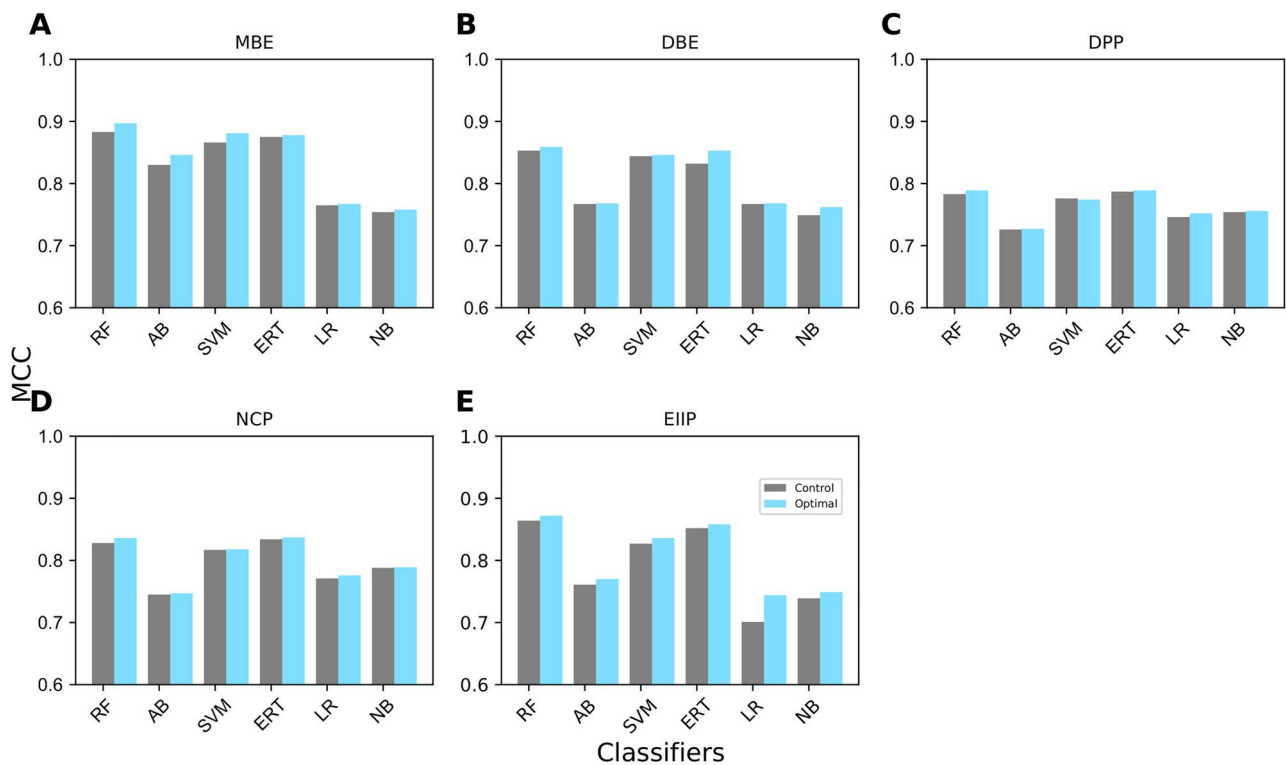 A
MBE
1.0
0.9
0.8
0.7
0.6
RF AB SVM ERT LR NB
B
DBE
1.0
0.9
0.8
0.7
0.6
RF AB SVM ERT LR NB
C
DPP
1.0
0.9
0.8
0.7
0.6
RF AB SVM ERT LR NB
MCC
D
NCP
1.0
0.9
0.8
0.7
0.6
RF AB SVM ERT LR NB
E
EIIP
1.0
0.9
0.8
0.7
0.6
Control
Optimal
RF AB SVM ERT LR NB
Classifiers